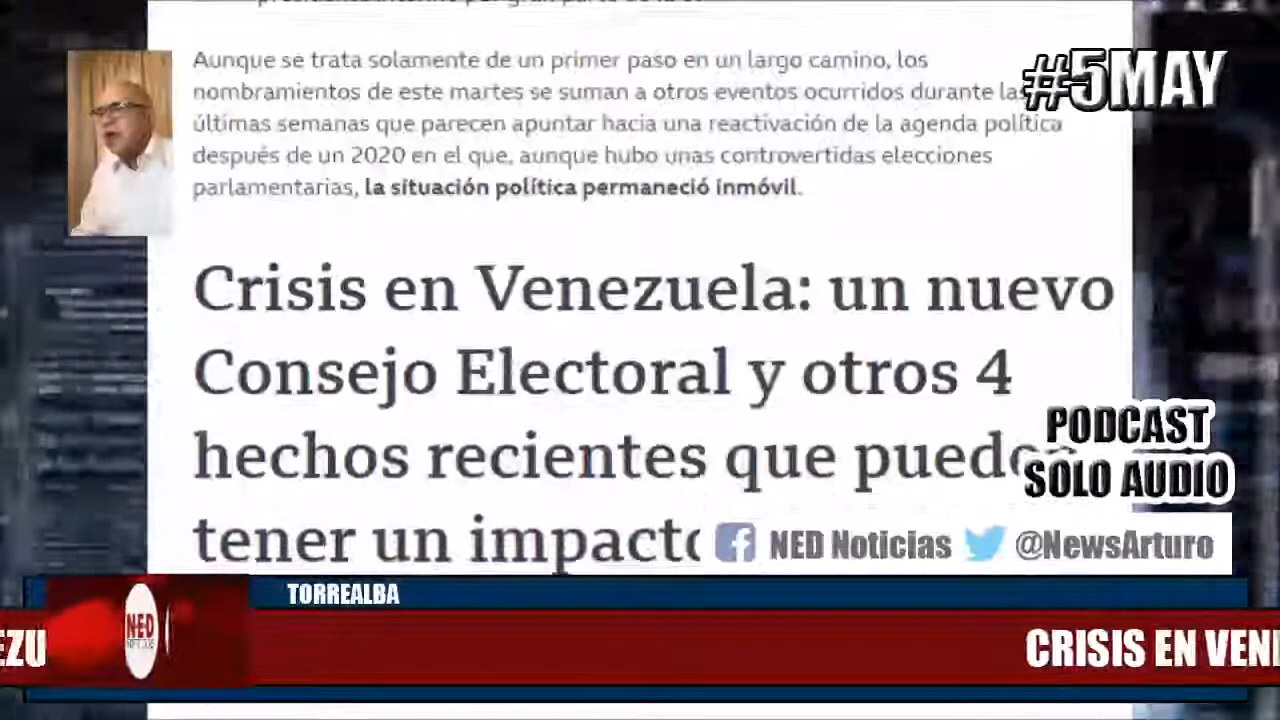 Aunque se trata solamente de un primer paso en un largo camino, los
nombramientos de este martes se suman a otros eventos ocurridos durante las
últimas semanas que parecen apuntar hacia una reactivación de la agenda política
después de un 2020 en el que, aunque hubo unas controvertidas elecciones
parlamentarias, la situación política permaneció inmóvil.
#5MAY
Crisis en Venezuela: un nuevo
Consejo Electoral y otros 4
hechos recientes que pueden
tener un impacto
PODCAST
SOLO AUDIO
NED Noticias @NewsArturo
TORREALBA
EZU NED CRISIS EN VENE